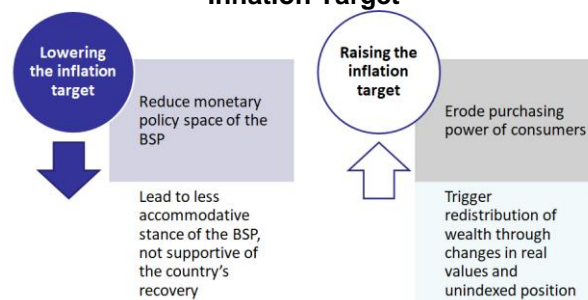 Inflation Target
Lowering
the inflation
target
Reduce monetary
policy space of the
BSP
Lead to less
accommodative
stance of the BSP,
not supportive of
the country's
recovery
Raising the
inflation
target
Erode purchasing
power of consumers
Trigger
redistribution of
wealth through
changes in real
values and
unindexed position